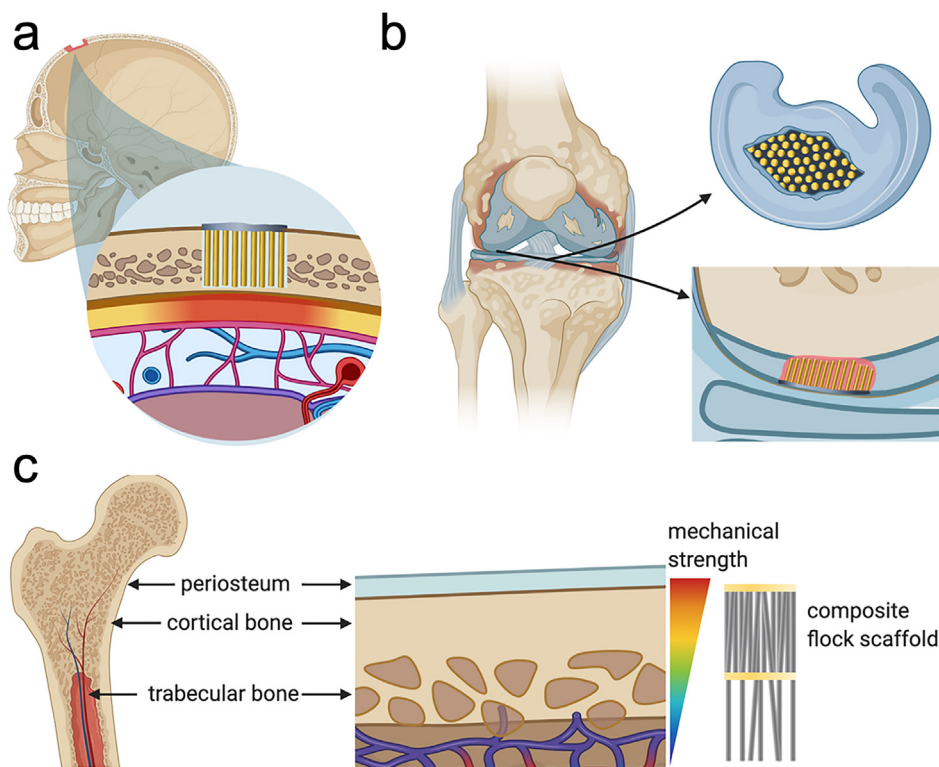 a
b
c
periosteum
cortical bone
trabecular bone
mechanical
strength
composite
flock scaffold